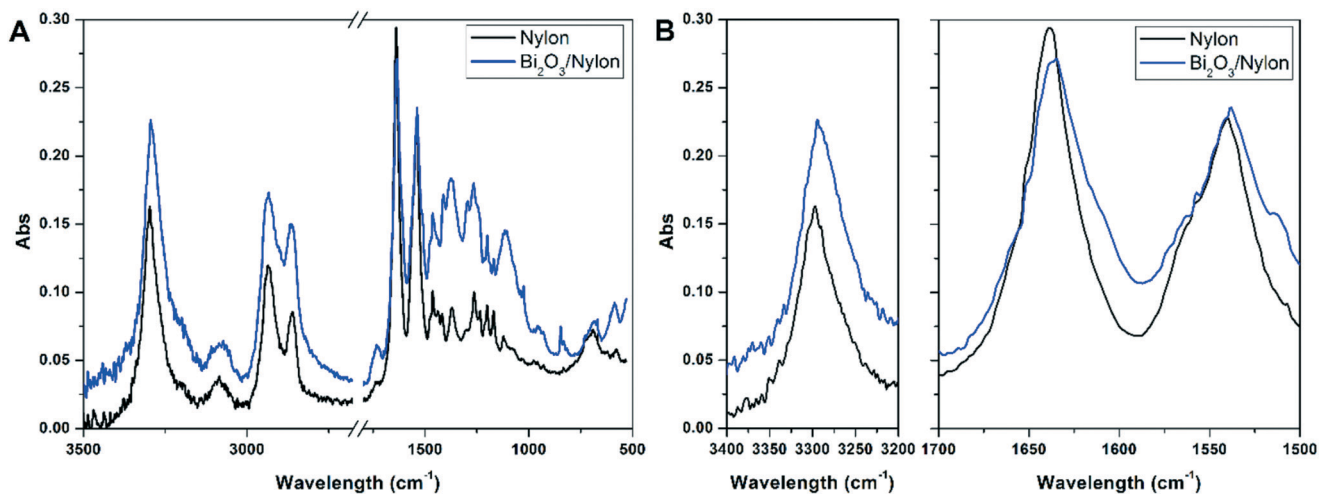 A
Abs
0.30
0.25
0.20
0.15
0.10
0.05
0.00
3500
3000
1500
1000
500
Wavelength (cm⁻¹)
Nylon
Bi₂O₃/Nylon
B
Abs
0.30
0.25
0.20
0.15
0.10
0.05
0.00
3400
3350
3300
3250
3200
Wavelength (cm⁻¹)
1700
1650
1600
1550
1500
Wavelength (cm⁻¹)
Nylon
Bi₂O₃/Nylon